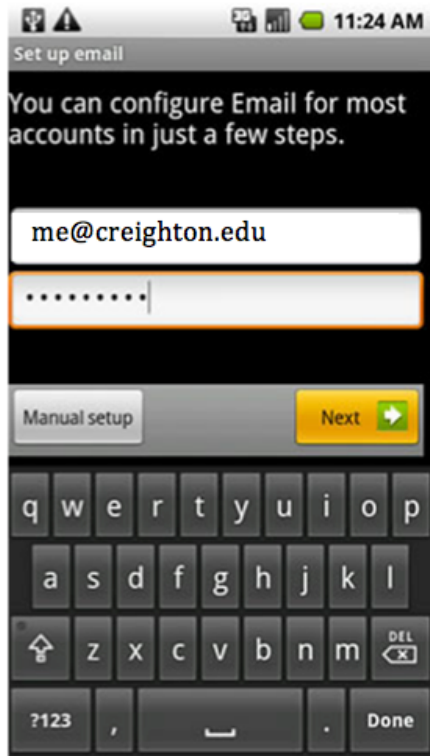 11:24 AM
Set up email
You can configure Email for most
accounts in just a few steps.
me@creighton.edu
•••••••••
Manual setup Next
q w e r t y u i o p
a s d f g h j k l
z x c v b n m DEL
?123 , . Done